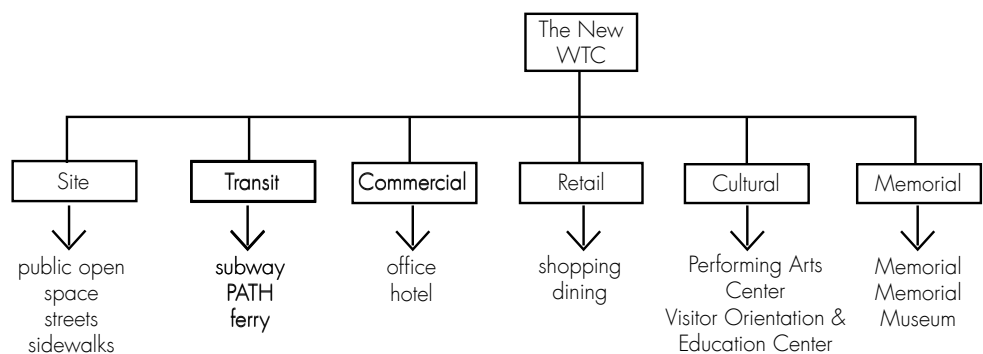 The New
WTC
Site
Transit
Commercial
Retail
Cultural
Memorial
public open
space
streets
sidewalks
subway
PATH
ferry
office
hotel
shopping
dining
Performing Arts
Center
Visitor Orientation &
Education Center
Memorial
Memorial
Museum